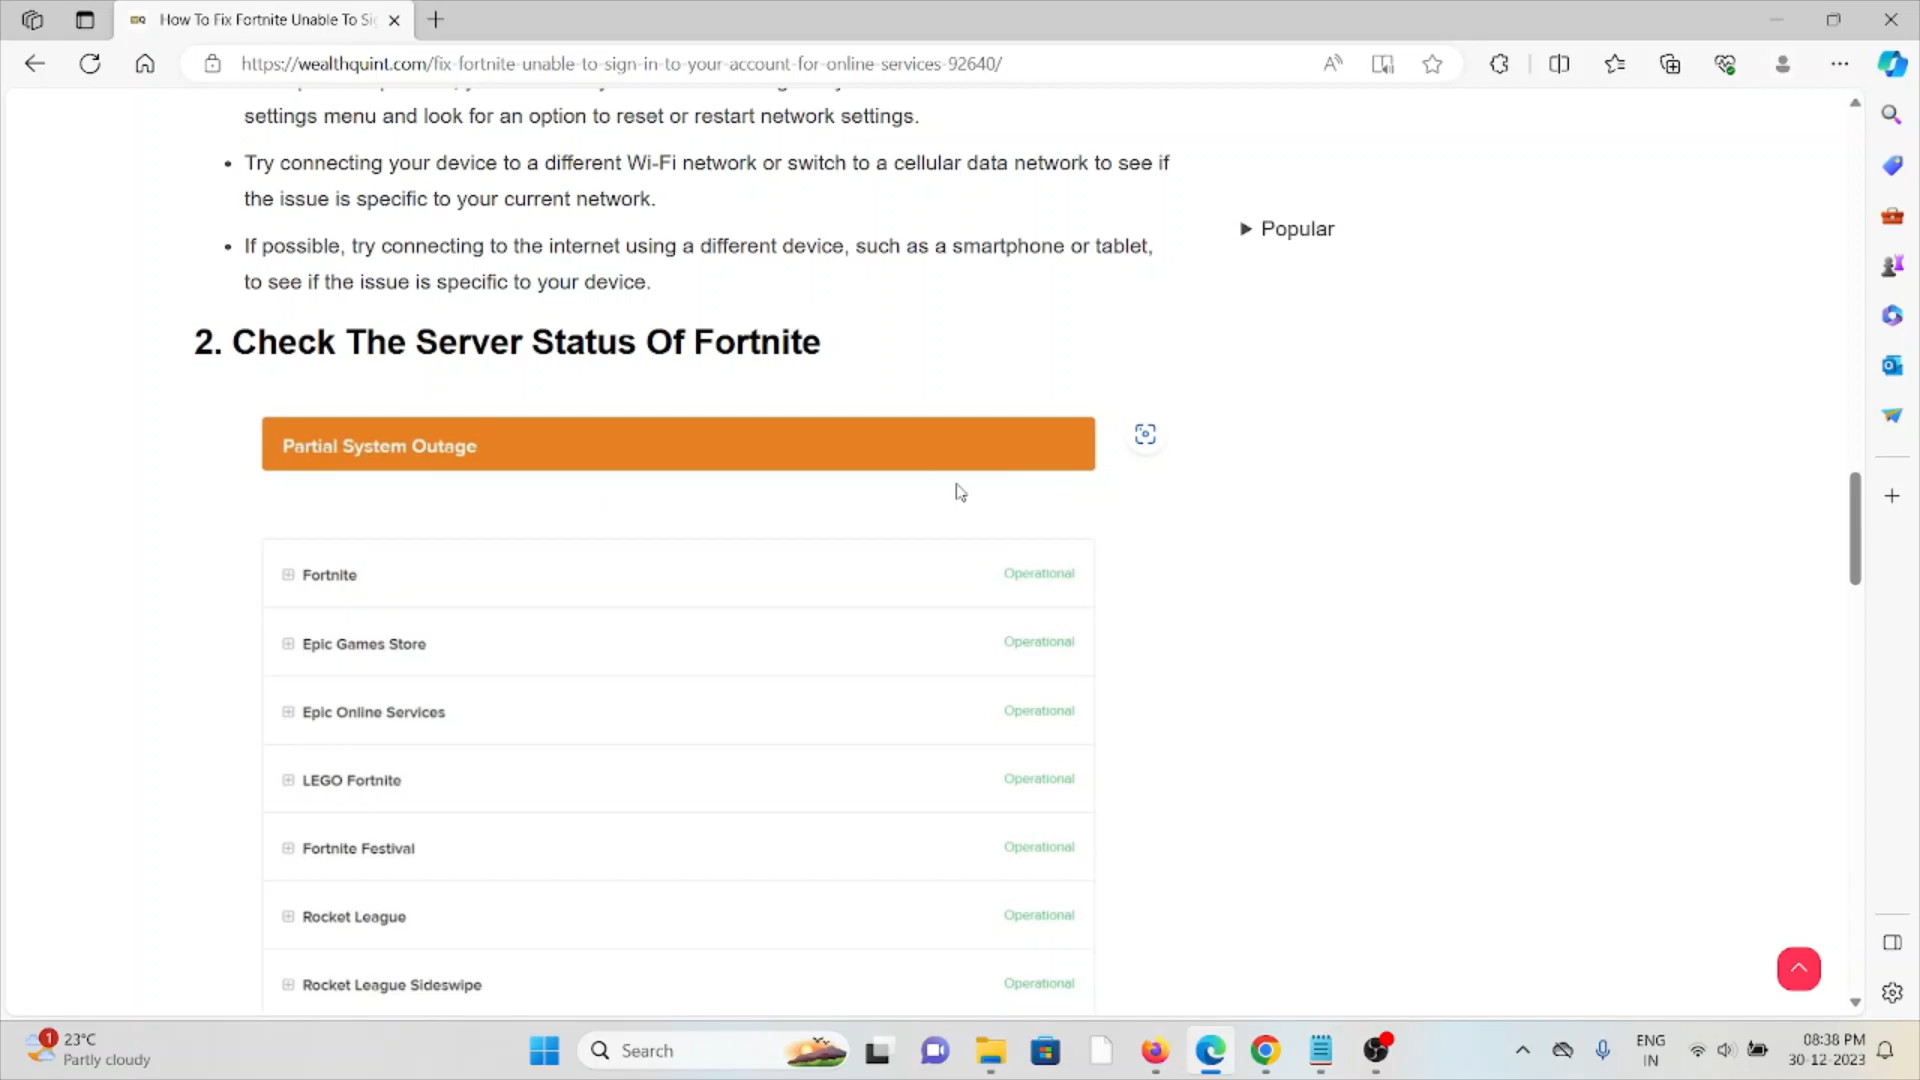 How To Fix Fortnite Unable To Si
https://wealthquint.com/fix-fortnite-unable-to-sign-in-to-your-account-for-online-services-92640/
settings menu and look for an option to reset or restart network settings.
• Try connecting your device to a different Wi-Fi network or switch to a cellular data network to see if
the issue is specific to your current network.
Popular
• If possible, try connecting to the internet using a different device, such as a smartphone or tablet,
to see if the issue is specific to your device.
2. Check The Server Status Of Fortnite
Partial System Outage
Fortnite Operational
Epic Games Store Operational
Epic Online Services Operational
LEGO Fortnite Operational
Fortnite Festival Operational
Rocket League Operational
Rocket League Sideswipe Operational
1
23°C
Partly cloudy
Search
ENG
IN
08:38 PM
30-12-2023